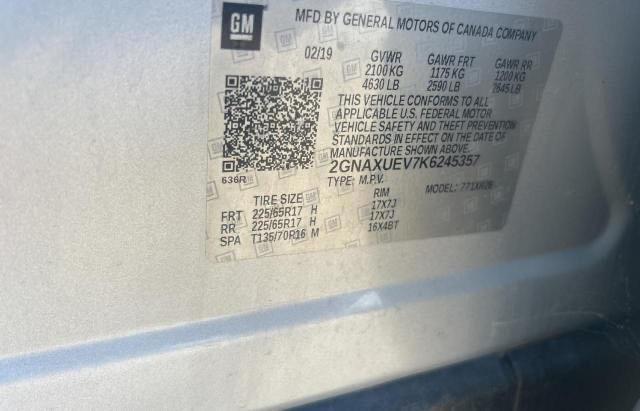 GM
MFD BY GENERAL MOTORS OF CANADA COMPANY
02/19 GVWR GAWR FRT GAWR RR
2100 KG 1175 KG 1200 KG
4630 LB 2590 LB 2645 LB
THIS VEHICLE CONFORMS TO ALL
APPLICABLE U.S. FEDERAL MOTOR
VEHICLE SAFETY AND THEFT PREVENTION
STANDARDS IN EFFECT ON THE DATE OF
MANUFACTURE SHOWN ABOVE.
2GNAXUEV7K6245357
636R TYPE: M.P.V. MODEL:
TIRE SIZE RIM
FRT 225/65R17 H 17X7J
RR 225/65R17 H 17X7J
SPA T135/70R16 M 16X4BT